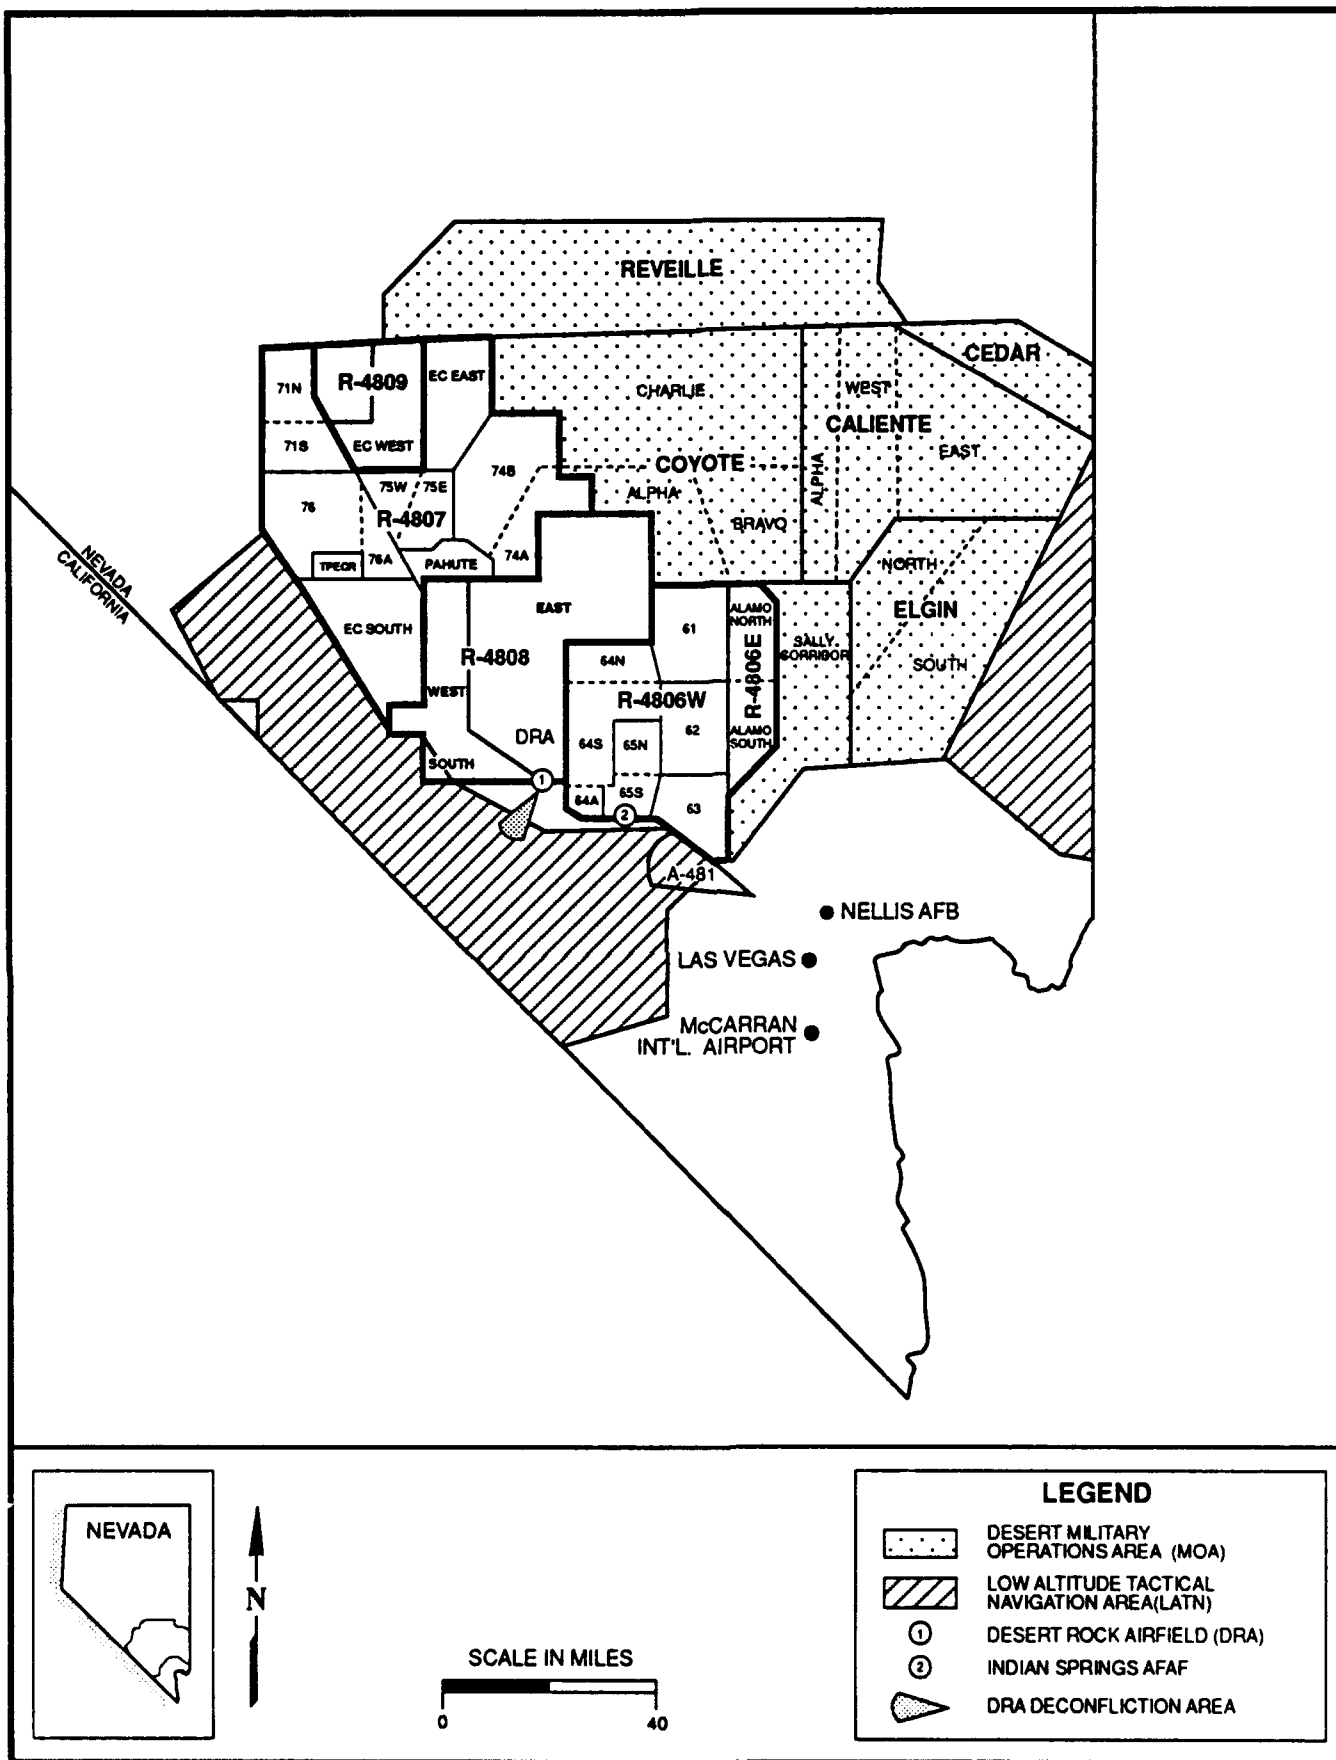 REVEILLE
CEDAR
71N
R-4809
EC EAST
CHARLIE
WEST
CALIENTE
71S
EC WEST
74B
COYOTE
EAST
75W
75E
ALPHA
ALPHA
76
R-4807
BRAVO
NEVADA
CALIFORNIA
TPECR
76A
PAHUTE
74A
NORTH
EAST
ALAMO
NORTH
ELGIN
EC SOUTH
61
SALLY
CORRIDOR
R-4808
64N
SOUTH
WEST
R-4806W
R-4806E
DRA
64S
65N
62
ALAMO
SOUTH
SOUTH
1
64A
65S
63
2
A-481
NELLIS AFB
LAS VEGAS
McCARRAN
INT'L. AIRPORT
NEVADA
N
SCALE IN MILES
0
40
LEGEND
DESERT MILITARY
OPERATIONS AREA (MOA)
LOW ALTITUDE TACTICAL
NAVIGATION AREA(LATN)
1 DESERT ROCK AIRFIELD (DRA)
2 INDIAN SPRINGS AFAF
DRA DECONFLICTION AREA